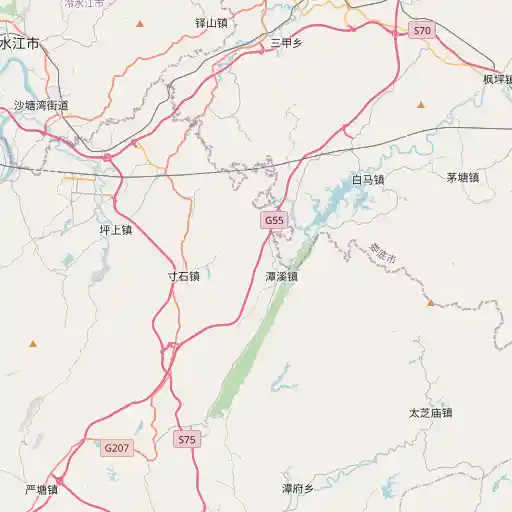 冷水江市
铎山镇
S70
水江市
三甲乡
枫坪镇
沙塘湾街道
白马镇
茅塘镇
G55
坪上镇
娄底市
寸石镇
潭溪镇
太芝庙镇
S75
G207
严塘镇
潭府乡